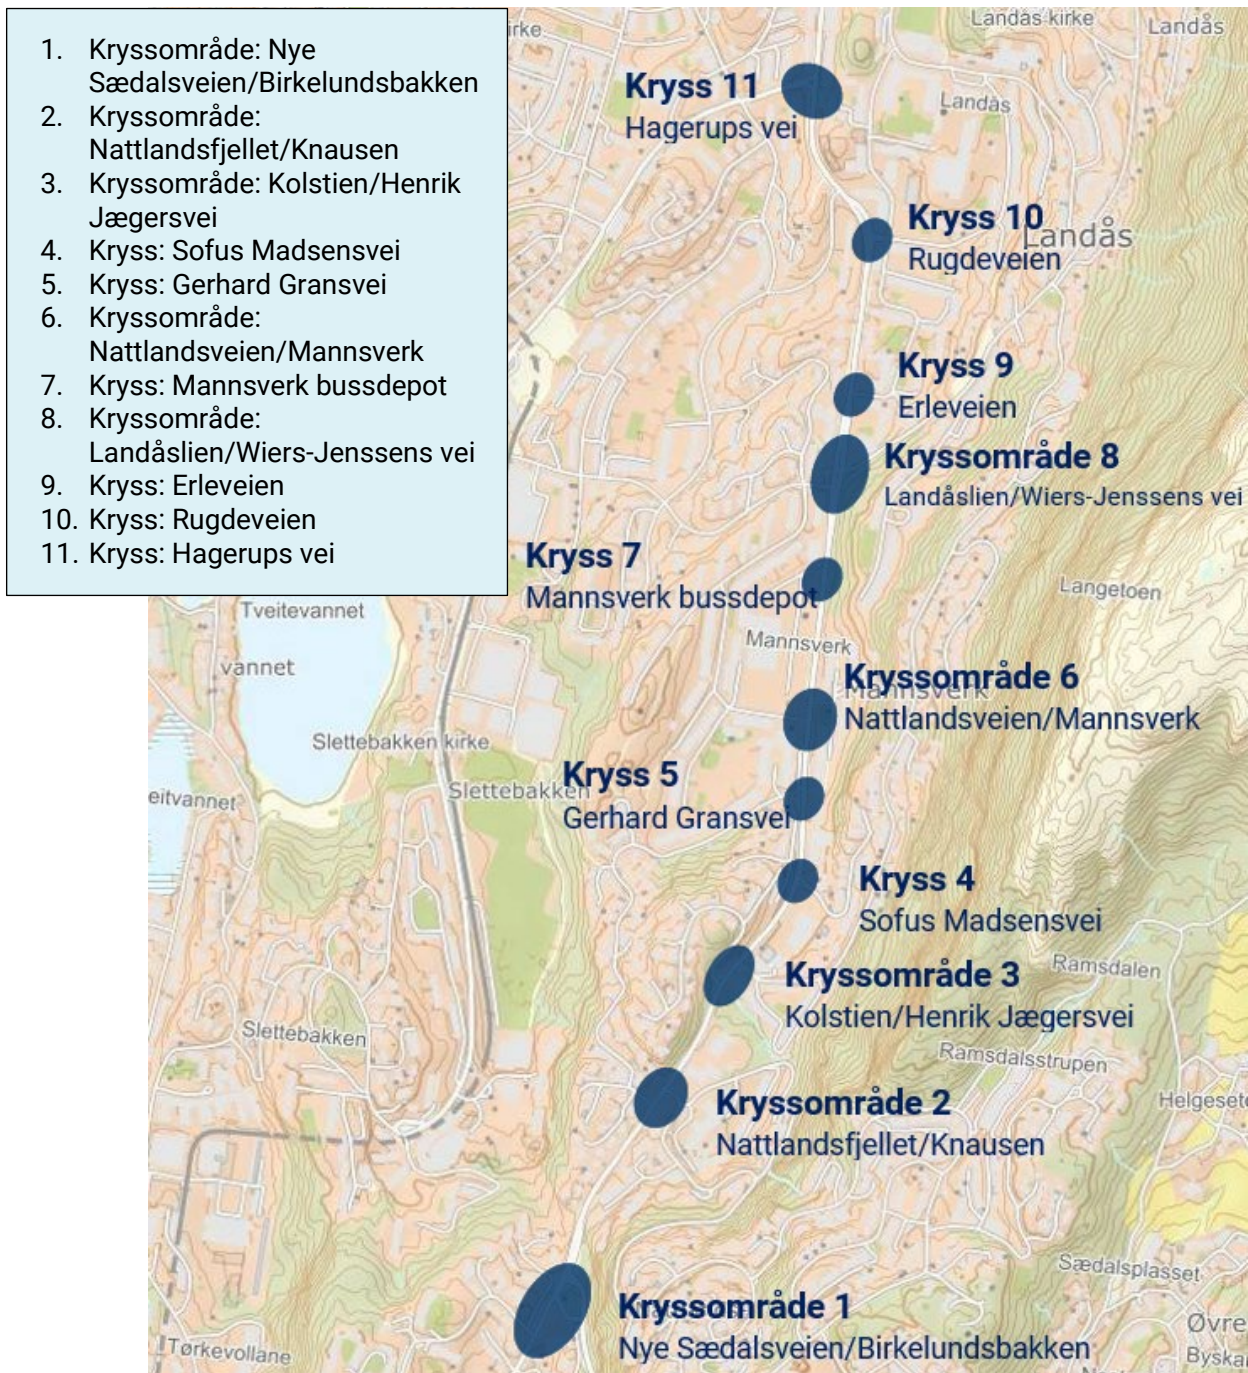 1. Kryssområde: Nye
Sædalsveien/Birkelundsbakken
2. Kryssområde:
Nattlandsfjellet/Knausen
3. Kryssområde: Kolstien/Henrik
Jægersvei
4. Kryss: Sofus Madsensvei
5. Kryss: Gerhard Gransvei
6. Kryssområde:
Nattlandsveien/Mannsverk
7. Kryss: Mannsverk bussdepot
8. Kryssområde:
Landåslien/Wiers-Jenssens vei
9. Kryss: Erleveien
10. Kryss: Rugdeveien
11. Kryss: Hagerups vei
irke
Landås kirke
Landås
Kryss 11
Hagerups vei
Landås
Kryss 10
Landås
Rugdeveien
Kryss 9
Erleveien
Kryssområde 8
Landåslien/Wiers-Jenssens vei
Kryss 7
Mannsverk bussdepot
Langetoen
Tveitevannet
vannet
Mannsverk
Kryssområde 6
Mannsverk
Nattlandsveien/Mannsverk
Slettebakken kirke
Kryss 5
Slettebakken
Gerhard Gransvei
eitvannet
Kryss 4
Sofus Madsensvei
Kryssområde 3
Kolstien/Henrik Jægersvei
Ramsdalen
Slettebakken
Ramsdalsstrupen
Kryssområde 2
Nattlandsfjellet/Knausen
Helgeset
Sædalsplasset
Kryssområde 1
Nye Sædalsveien/Birkelundsbakken
Tørkevollane
Øvre
Byska